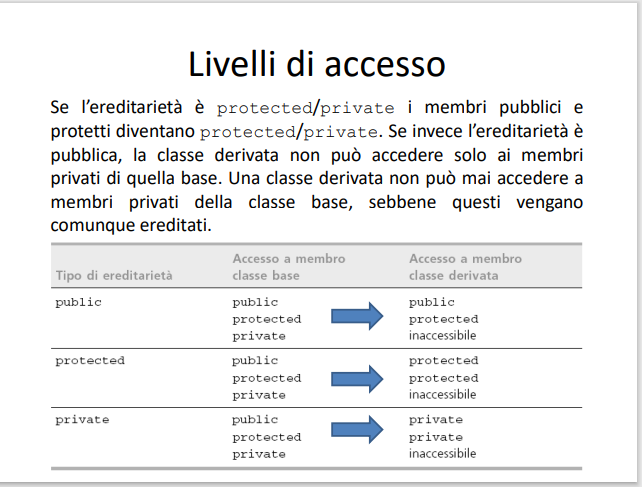 Livelli di accesso
Se l’ereditarietà è protected/private i membri pubblici e
protetti diventano protected/private. Se invece l’ereditarietà è
pubblica, la classe derivata non può accedere solo ai membri
privati di quella base. Una classe derivata non può mai accedere a
membri privati della classe base, sebbene questi vengano
comunque ereditati.
Accesso a membro Accesso a membro
Tipo di ereditarietà classe base classe derivata
public public public
protected protected
private inaccessibile
protected public protected
protected protected
private inaccessibile
private public private
protected private
private inaccessibile